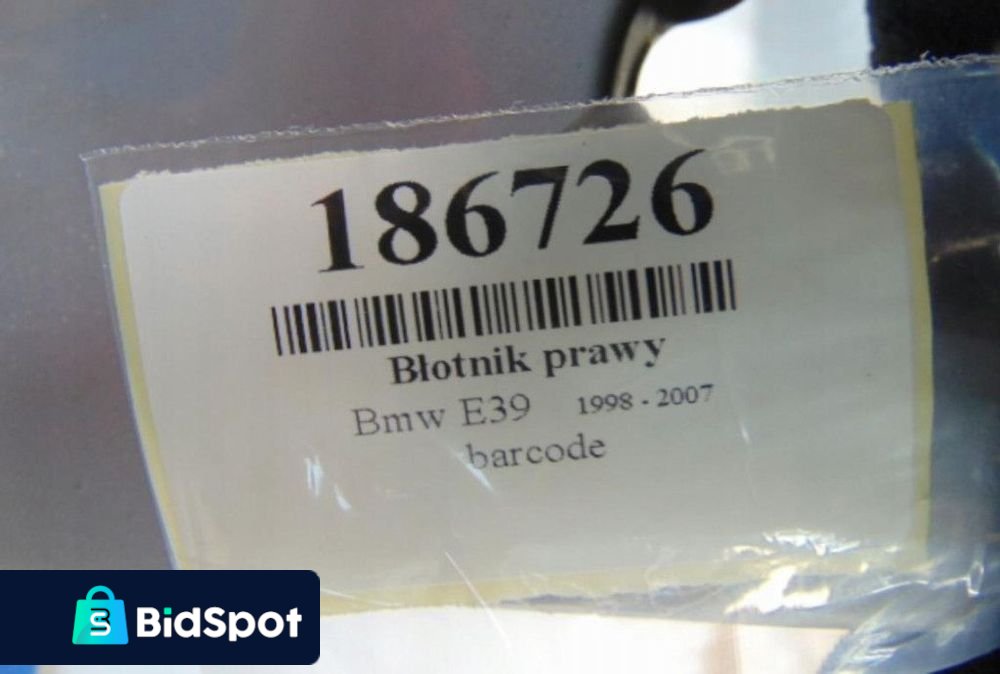 186726
Błotnik prawy
Bmw E39 1998 - 2007
barcode
BidSpot